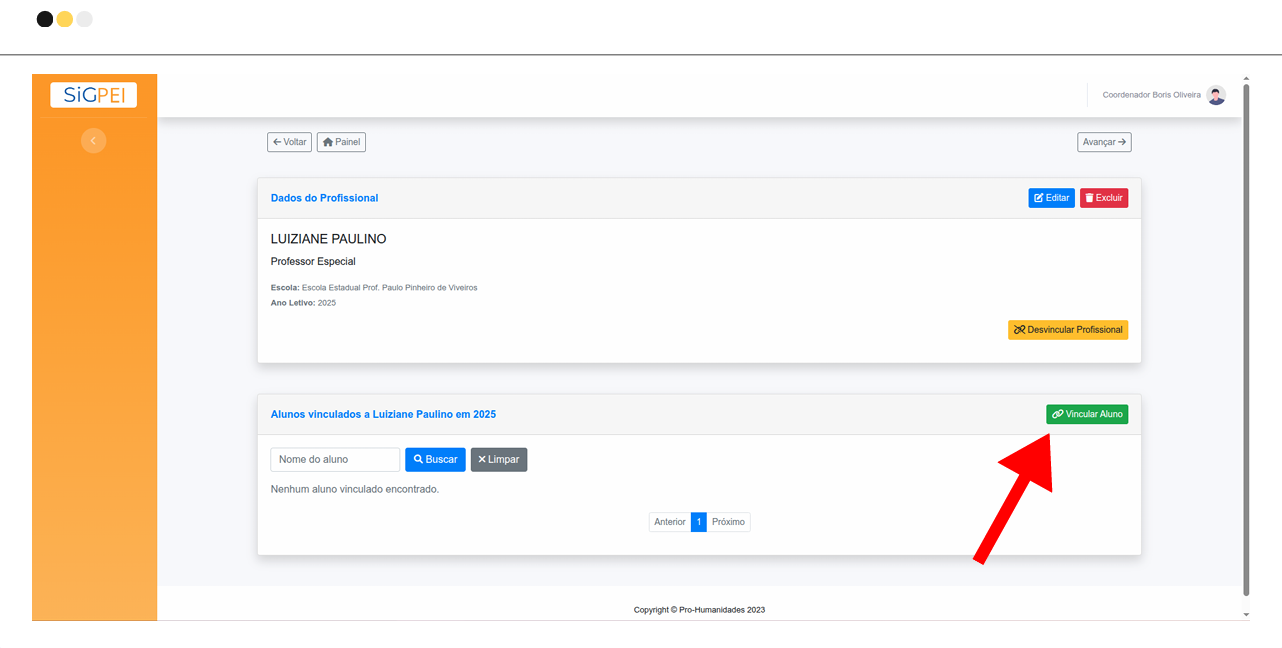 SiGPEI
Coordenador Boris Oliveira
Voltar
Painel
Avançar
Dados do Profissional
Editar
Excluir
LUIZIANE PAULINO
Professor Especial
Escola: Escola Estadual Prof. Paulo Pinheiro de Viveiros
Ano Letivo: 2025
Desvincular Profissional
Alunos vinculados a Luiziane Paulino em 2025
Vincular Aluno
Nome do aluno
Buscar
Limpar
Nenhum aluno vinculado encontrado.
Anterior 1 Próximo
Copyright © Pro-Humanidades 2023